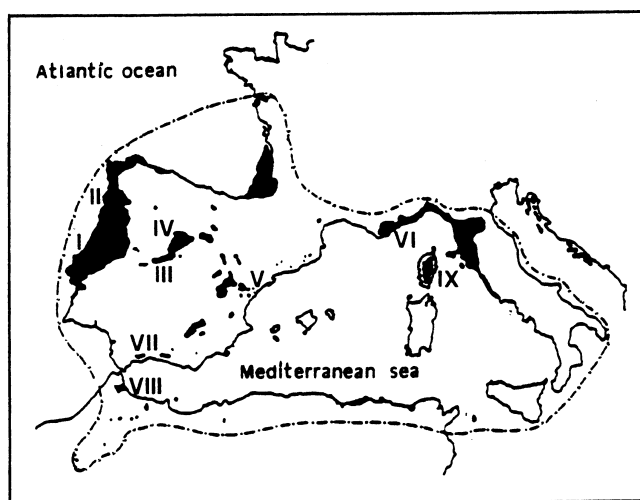 Atlantic ocean
II
I
IV
III
V
VI
IX
VII
VIII
Mediterranean sea